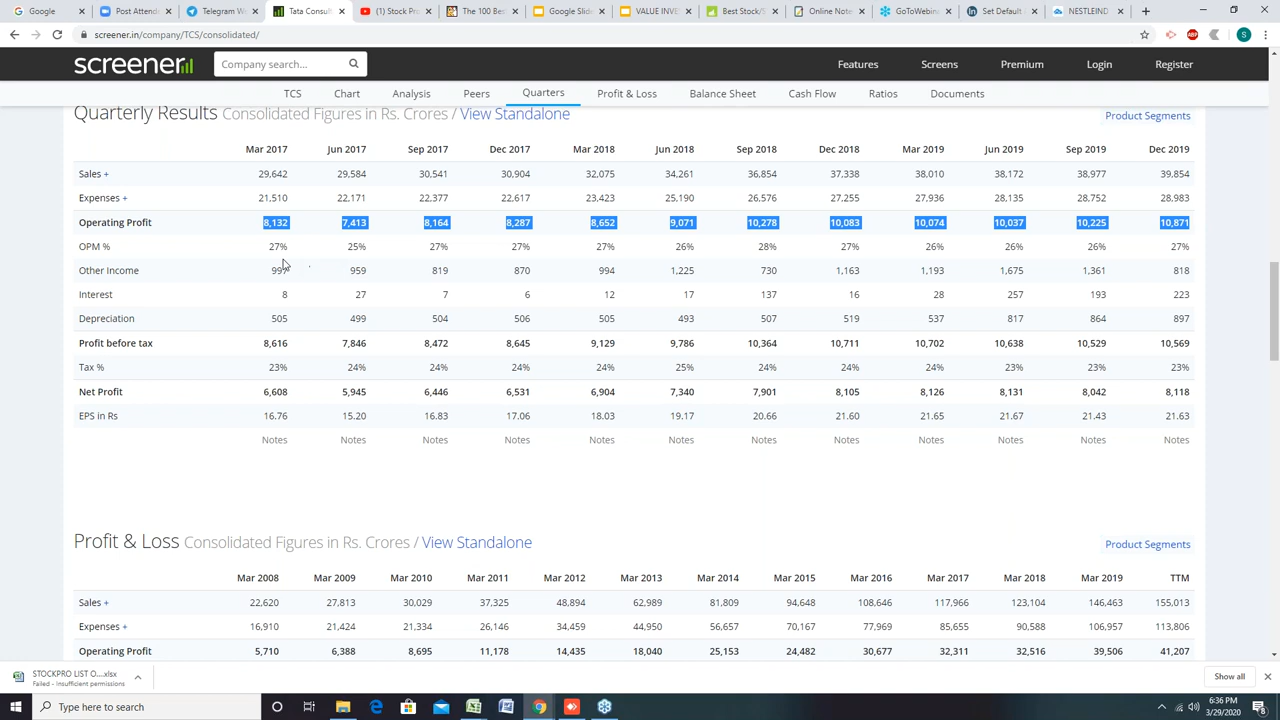 Google
Post Attende
Telegram We
Tata Consult
(1) Stock Pro
The 100 Bes
Google Slide
VALUE INVE
Best Stock/S
Online Note
GoToWebina
Set Default
NESTLEIND
screener.in/company/TCS/consolidated/
S
screener
Company search...
Features
Screens
Premium
Login
Register
TCS
Chart
Analysis
Peers
Quarters
Profit & Loss
Balance Sheet
Cash Flow
Ratios
Documents
Quarterly Results Consolidated Figures in Rs. Crores / View Standalone
Product Segments
Mar 2017 Jun 2017 Sep 2017 Dec 2017 Mar 2018 Jun 2018 Sep 2018 Dec 2018 Mar 2019 Jun 2019 Sep 2019 Dec 2019
Sales + 29,642 29,584 30,541 30,904 32,075 34,261 36,854 37,338 38,010 38,172 38,977 39,854
Expenses + 21,510 22,171 22,377 22,617 23,423 25,190 26,576 27,255 27,936 28,135 28,752 28,983
Operating Profit 8,132 7,413 8,164 8,287 8,652 9,071 10,278 10,083 10,074 10,037 10,225 10,871
OPM % 27% 25% 27% 27% 27% 26% 28% 27% 26% 26% 26% 27%
Other Income 997 959 819 870 994 1,225 730 1,163 1,193 1,675 1,361 818
Interest 8 27 7 6 12 17 137 16 28 257 193 223
Depreciation 505 499 504 506 505 493 507 519 537 817 864 897
Profit before tax 8,616 7,846 8,472 8,645 9,129 9,786 10,364 10,711 10,702 10,638 10,529 10,569
Tax % 23% 24% 24% 24% 24% 25% 24% 24% 24% 23% 23% 23%
Net Profit 6,608 5,945 6,446 6,531 6,904 7,340 7,901 8,105 8,126 8,131 8,042 8,118
EPS in Rs 16.76 15.20 16.83 17.06 18.03 19.17 20.66 21.60 21.65 21.67 21.43 21.63
Notes Notes Notes Notes Notes Notes Notes Notes Notes Notes Notes Notes
Profit & Loss Consolidated Figures in Rs. Crores / View Standalone
Product Segments
Mar 2008 Mar 2009 Mar 2010 Mar 2011 Mar 2012 Mar 2013 Mar 2014 Mar 2015 Mar 2016 Mar 2017 Mar 2018 Mar 2019 TTM
Sales + 22,620 27,813 30,029 37,325 48,894 62,989 81,809 94,648 108,646 117,966 123,104 146,463 155,013
Expenses + 16,910 21,424 21,334 26,146 34,459 44,950 56,657 70,167 77,969 85,655 90,588 106,957 113,806
Operating Profit 5,710 6,388 8,695 11,178 14,435 18,040 25,153 24,482 30,677 32,311 32,516 39,506 41,207
STOCKPRO LIST O....xlsx
Failed - Insufficient permissions
Show all
Type here to search
6:36 PM
3/29/2020
8